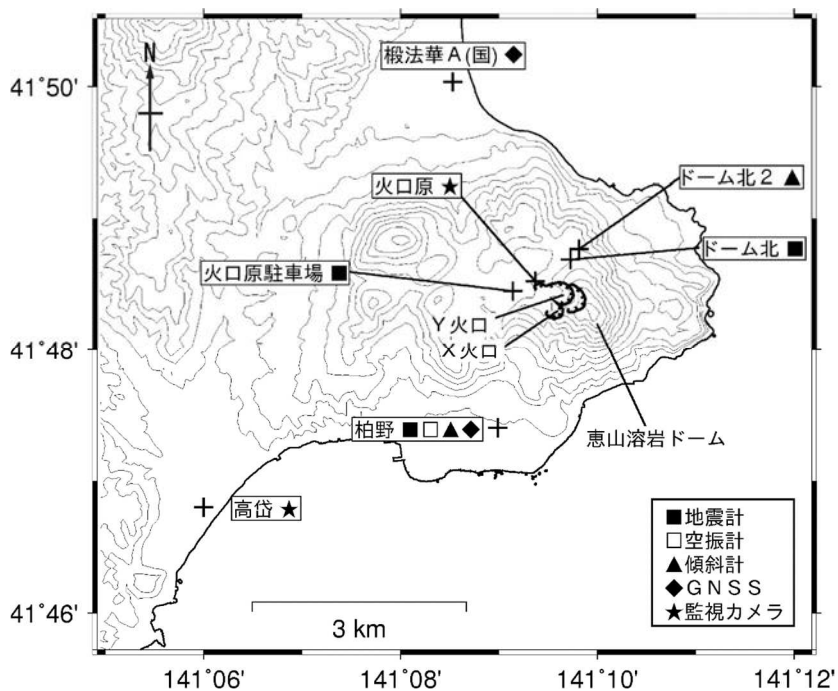 N
椴法華A(国)◆
41°50'
火口原★
ドーム北2▲
ドーム北■
火口原駐車場■
Y火口
X火口
41°48'
柏野■□▲◆
恵山溶岩ドーム
高岱★
■地震計
□空振計
▲傾斜計
◆GNSS
★監視カメラ
41°46'
3 km
141°06'
141°08'
141°10'
141°12'